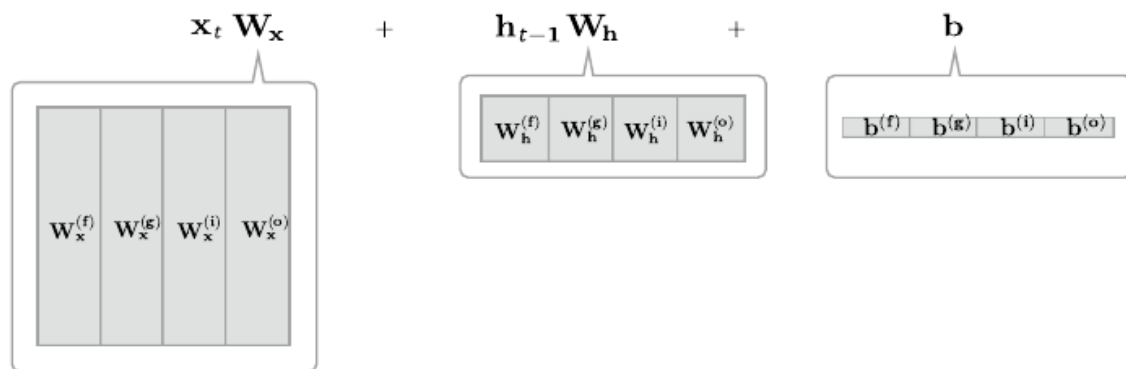 x_t W_x + h_{t-1} W_h + b
W_h^(f) W_h^(g) W_h^(i) W_h^(o)
b^(f) b^(g) b^(i) b^(o)
W_x^(f) W_x^(g) W_x^(i) W_x^(o)